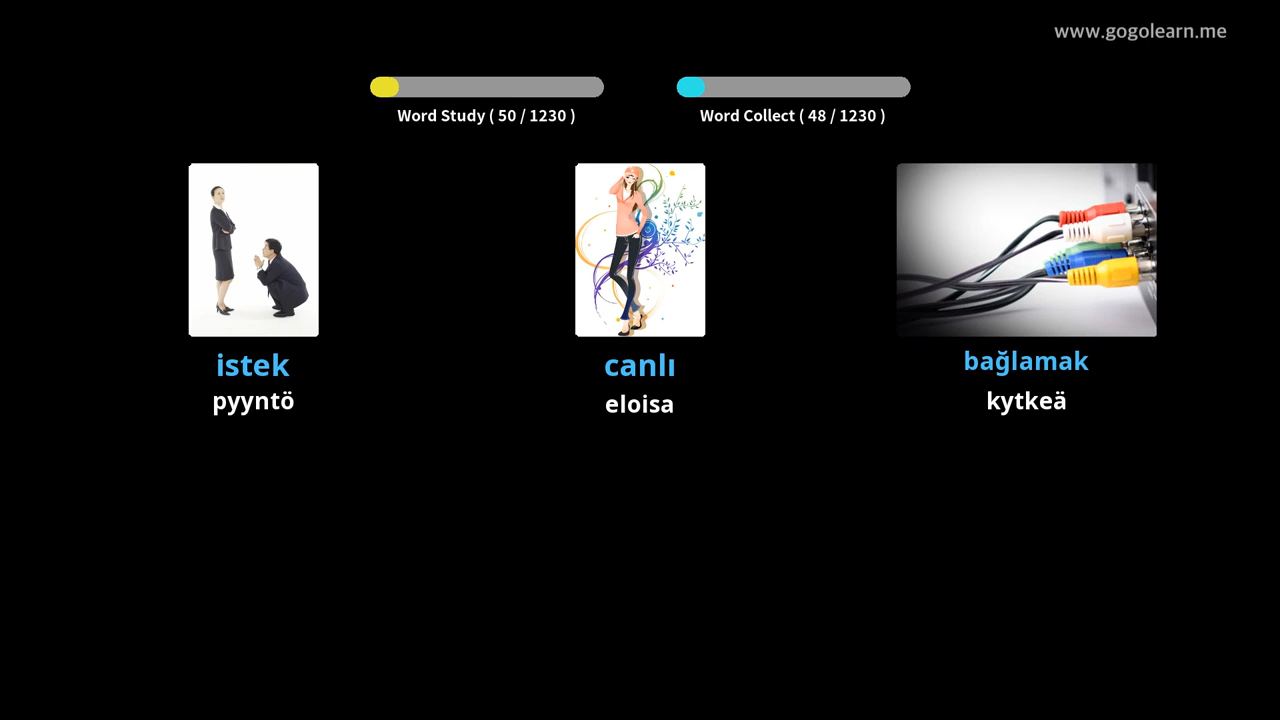 www.gogolearn.me
Word Study ( 50 / 1230 )
Word Collect ( 48 / 1230 )
istek
pyyntö
canlı
eloisa
bağlamak
kytkeä